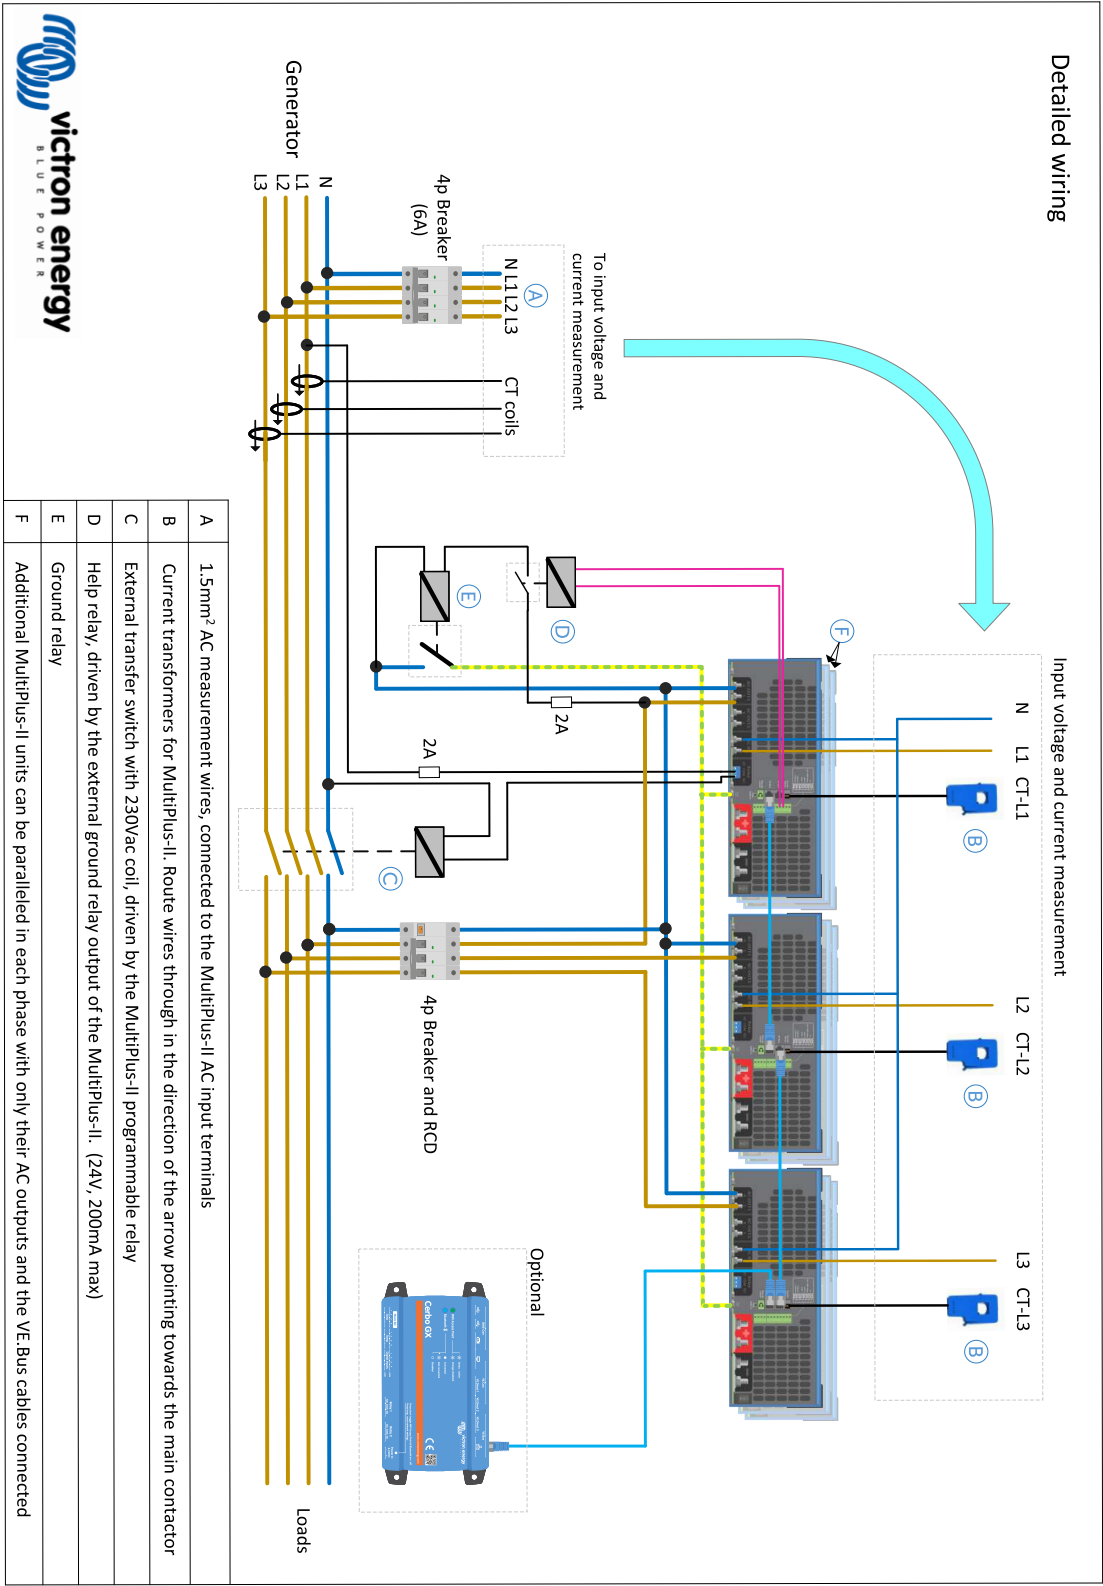 Detailed wiring
To input voltage and
current measurement
A
N L1 L2 L3
CT coils
4p Breaker
(6A)
Generator
N
L1
L2
L3
Input voltage and current measurement
N
L1
CT-L1
B
L2
CT-L2
B
L3
CT-L3
B
F
D
E
2A
2A
C
4p Breaker and RCD
Optional
Cerbo GX
victron energy
CE
Loads
victron energy
BLUE POWER
A 1.5mm² AC measurement wires, connected to the MultiPlus-II AC input terminals
B Current transformers for MultiPlus-II. Route wires through in the direction of the arrow pointing towards the main contactor
C External transfer switch with 230Vac coil, driven by the MultiPlus-II programmable relay
D Help relay, driven by the external ground relay output of the MultiPlus-II. (24V, 200mA max)
E Ground relay
F Additional MultiPlus-II units can be paralleled in each phase with only their AC outputs and the VE.Bus cables connected